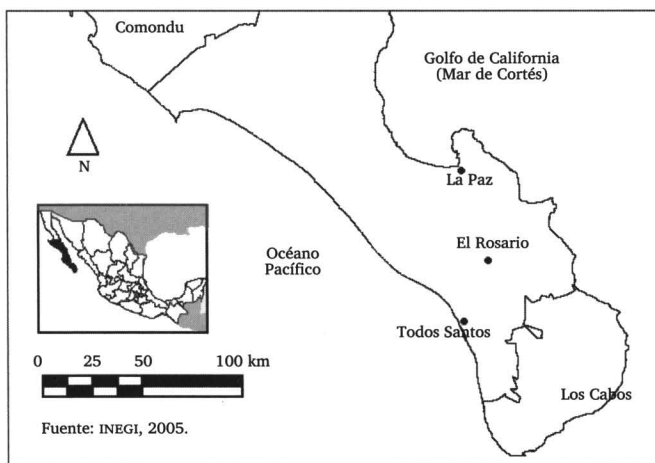 Comondu
Golfo de California
(Mar de Cortés)
N
La Paz
El Rosario
Océano
Pacífico
Todos Santos
0 25 50 100 km
Los Cabos
Fuente: INEGI, 2005.